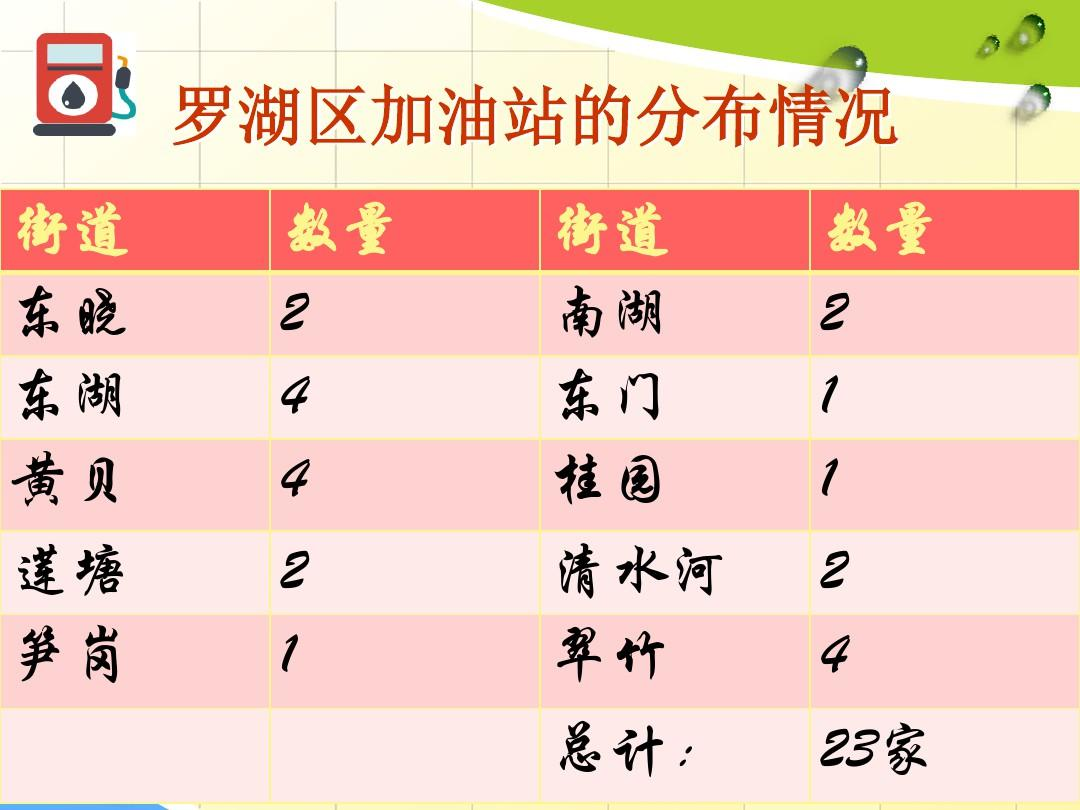 罗湖区加油站的分布情况
街道 数量 街道 数量
东晓 2 南湖 2
东湖 4 东门 1
黄贝 4 桂园 1
莲塘 2 清水河 2
笋岗 1 翠竹 4
总计： 23家